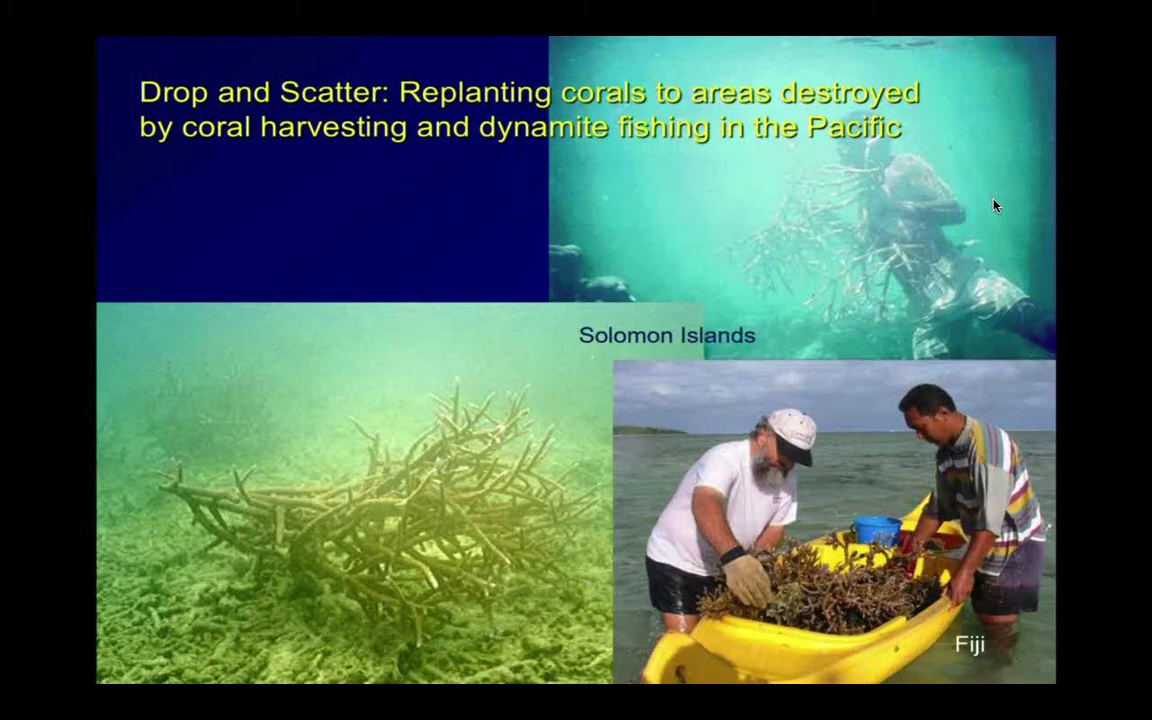 Drop and Scatter: Replanting corals to areas destroyed
by coral harvesting and dynamite fishing in the Pacific
Solomon Islands
Fiji